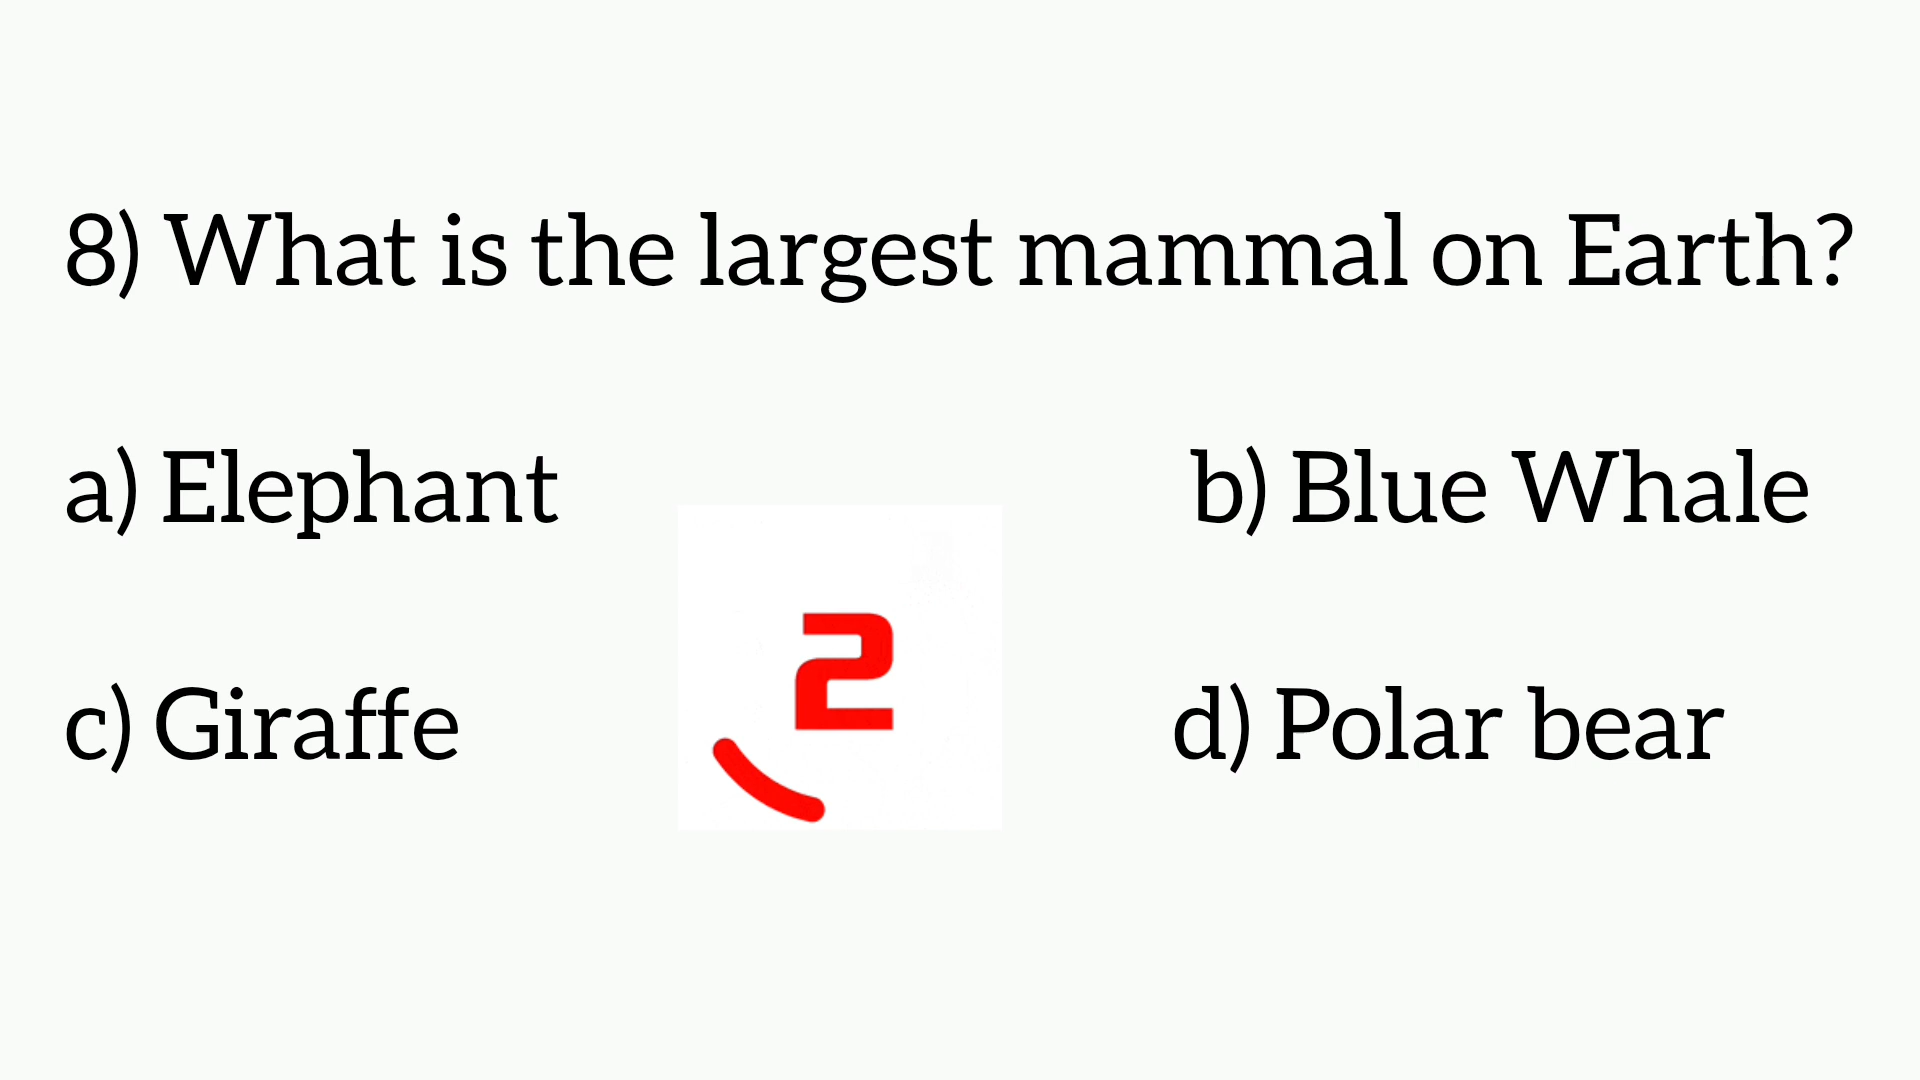 8) What is the largest mammal on Earth?
a) Elephant
b) Blue Whale
2
c) Giraffe
d) Polar bear